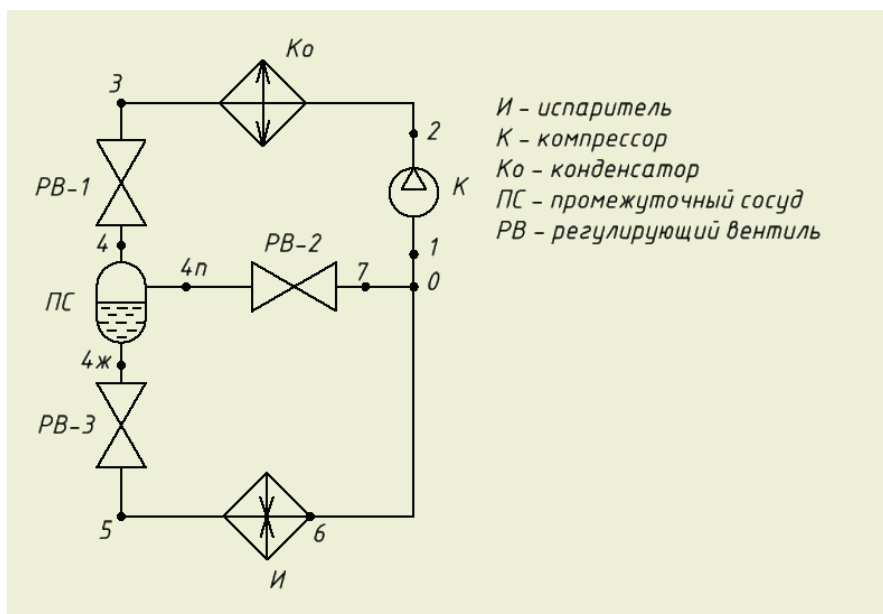 Ко
3
2
РВ-1
К
РВ-2
4
1
4п
7
0
ПС
4ж
РВ-3
5
6
И
И - испаритель
К - компрессор
Ко - конденсатор
ПС - промежуточный сосуд
РВ - регулирующий вентиль